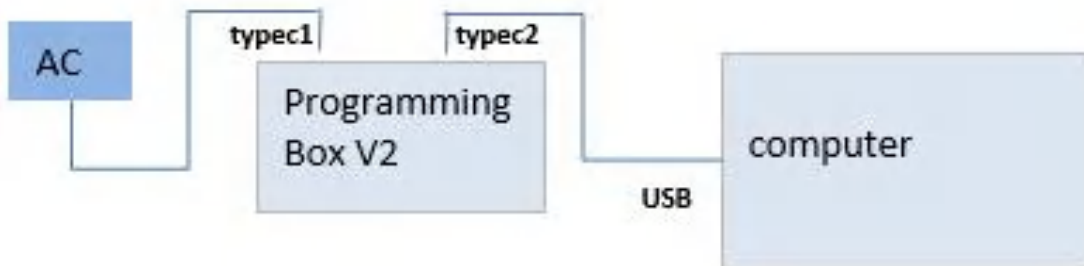 typec1
typec2
AC
Programming
Box V2
computer
USB